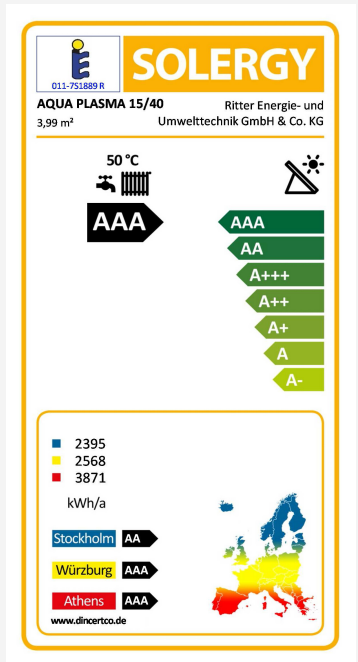 SOLERGY
011-7S1889 R
AQUA PLASMA 15/40
3,99 m²
Ritter Energie- und
Umwelttechnik GmbH & Co. KG
50 °C
AAA
AAA
AA
A+++
A++
A+
A
A-
2395
2568
3871
kWh/a
Stockholm AA
Würzburg AAA
Athens AAA
www.dincertco.de